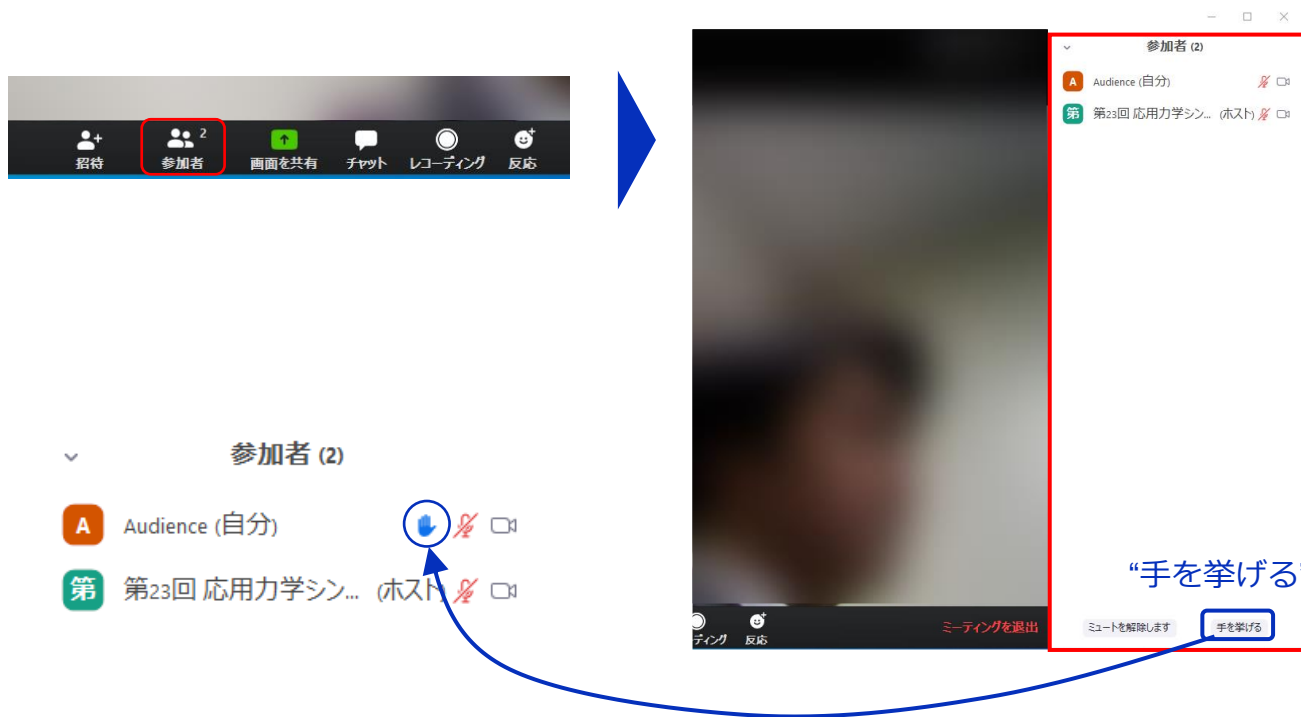 2
招待 参加者 画面を共有 チャット レコーディング 反応
参加者 (2)
A Audience (自分)
第 第23回 応用力学シン... (ホスト)
“手を挙げる”
ミュートを解除します 手を挙げる
ディング 反応 ミーティングを退出
参加者 (2)
A Audience (自分)
第 第23回 応用力学シン... (ホスト)